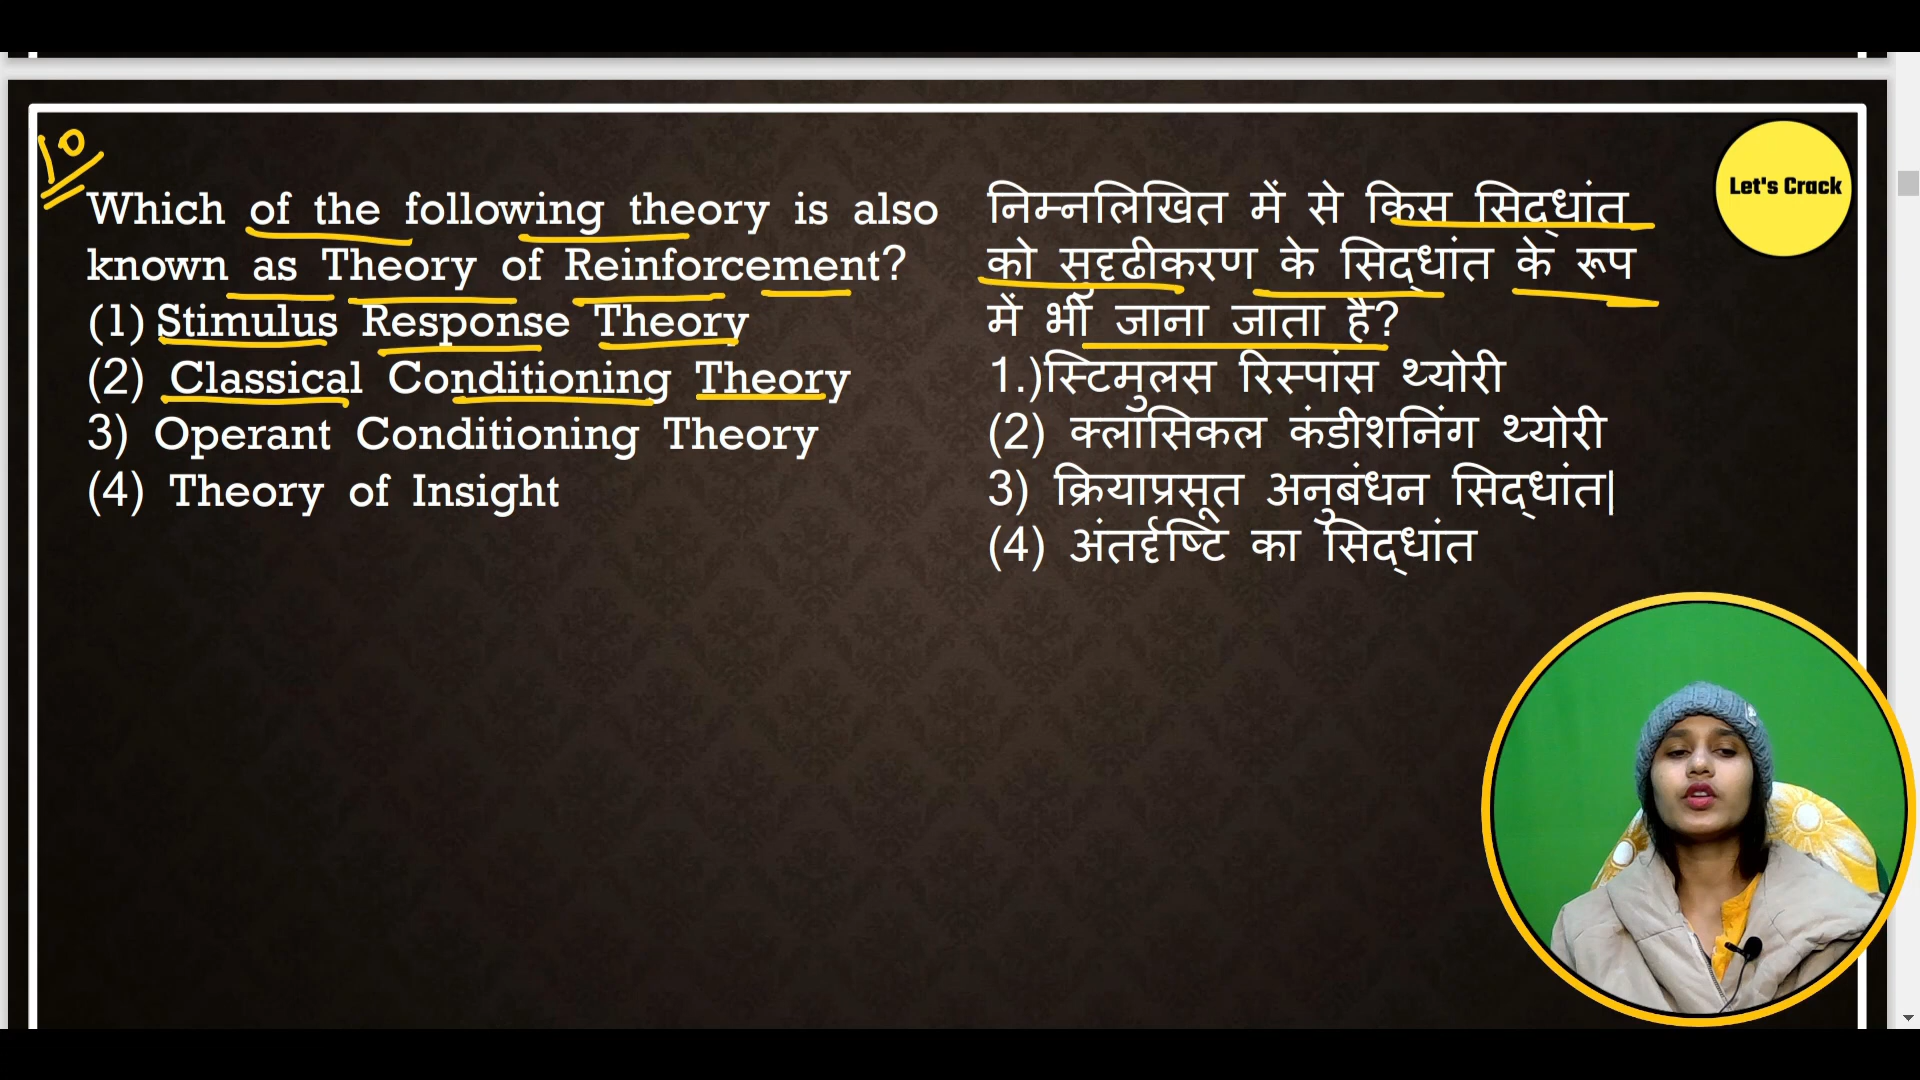 10
Which of the following theory is also
known as Theory of Reinforcement?
(1) Stimulus Response Theory
(2) Classical Conditioning Theory
3) Operant Conditioning Theory
(4) Theory of Insight
निम्नलिखित में से किस सिद्धांत
को सुदृढीकरण के सिद्धांत के रूप
में भी जाना जाता है?
1.)स्टिमुलस रिस्पांस थ्योरी
(2) क्लासिकल कंडीशनिंग थ्योरी
3) क्रियाप्रसूत अनुबंधन सिद्धांत|
(4) अंतर्दृष्टि का सिद्धांत
Let's Crack